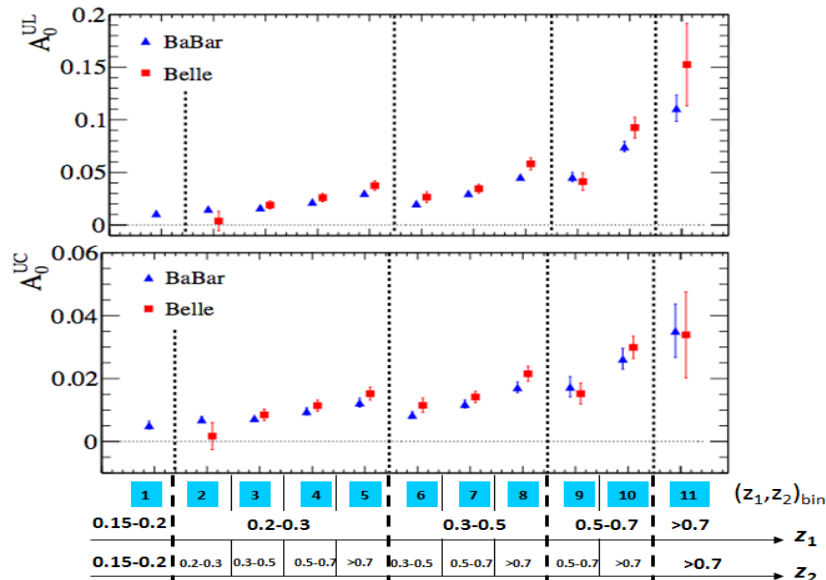 A₀^UL
0.2
BaBar
0.15
Belle
0.1
0.05
0
A₀^UC
0.06
BaBar
0.04
Belle
0.02
0
1 2 3 4 5 6 7 8 9 10 11 (z₁,z₂)bin
0.15-0.2 0.2-0.3 0.3-0.5 0.5-0.7 >0.7 z₁
0.15-0.2 0.2-0.3 0.3-0.5 0.5-0.7 >0.7 0.3-0.5 0.5-0.7 >0.7 0.5-0.7 >0.7 >0.7 z₂